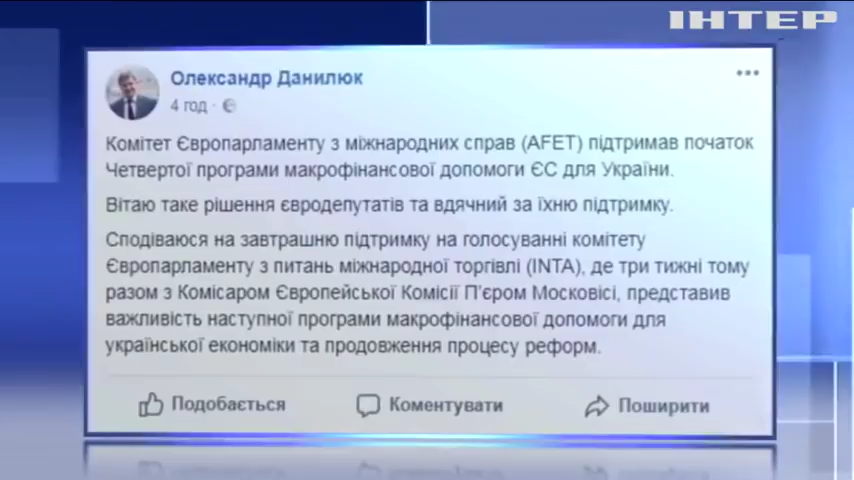 ІНТЕР
Олександр Данилюк
4 год ·
Комітет Європарламенту з міжнародних справ (AFET) підтримав початок
Четвертої програми макрофінансової допомоги ЄС для України.
Вітаю таке рішення євродепутатів та вдячний за їхню підтримку.
Сподіваюся на завтрашню підтримку на голосуванні комітету
Європарламенту з питань міжнародної торгівлі (INTA), де три тижні тому
разом з Комісаром Європейської Комісії П'єром Московісі, представив
важливість наступної програми макрофінансової допомоги для
української економіки та продовження процесу реформ.
Подобається Коментувати Поширити